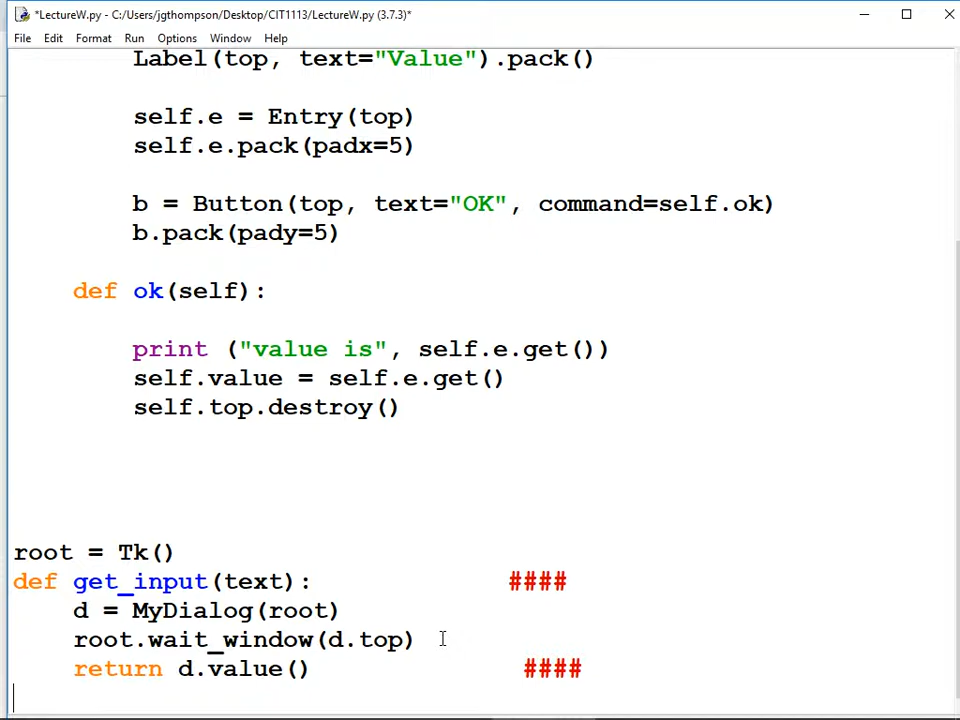 *LectureW.py - C:/Users/jgthompson/Desktop/CIT1113/LectureW.py (3.7.3)*
File Edit Format Run Options Window Help
Label(top, text="Value").pack()
self.e = Entry(top)
self.e.pack(padx=5)
b = Button(top, text="OK", command=self.ok)
b.pack(pady=5)
def ok(self):
print ("value is", self.e.get())
self.value = self.e.get()
self.top.destroy()
root = Tk()
def get_input(text): ####
d = MyDialog(root)
root.wait_window(d.top)
return d.value() ####